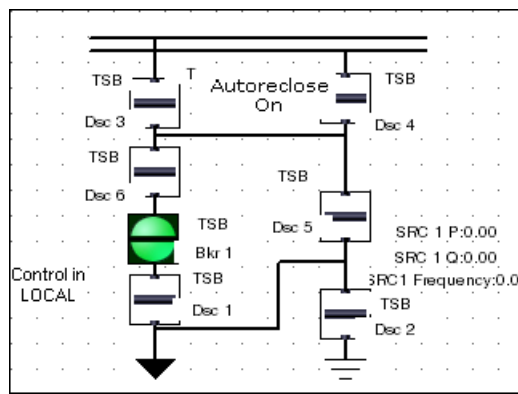 TSB
T
Autoreclose
On
TSB
Dsc 3
Dsc 4
TSB
Dsc 6
TSB
TSB
Bkr 1
Dsc 5
SRC 1 P:0.00
SRC 1 Q:0.00
Control in
LOCAL
TSB
SRC1 Frequency:0.0
Dsc 1
TSB
Dsc 2